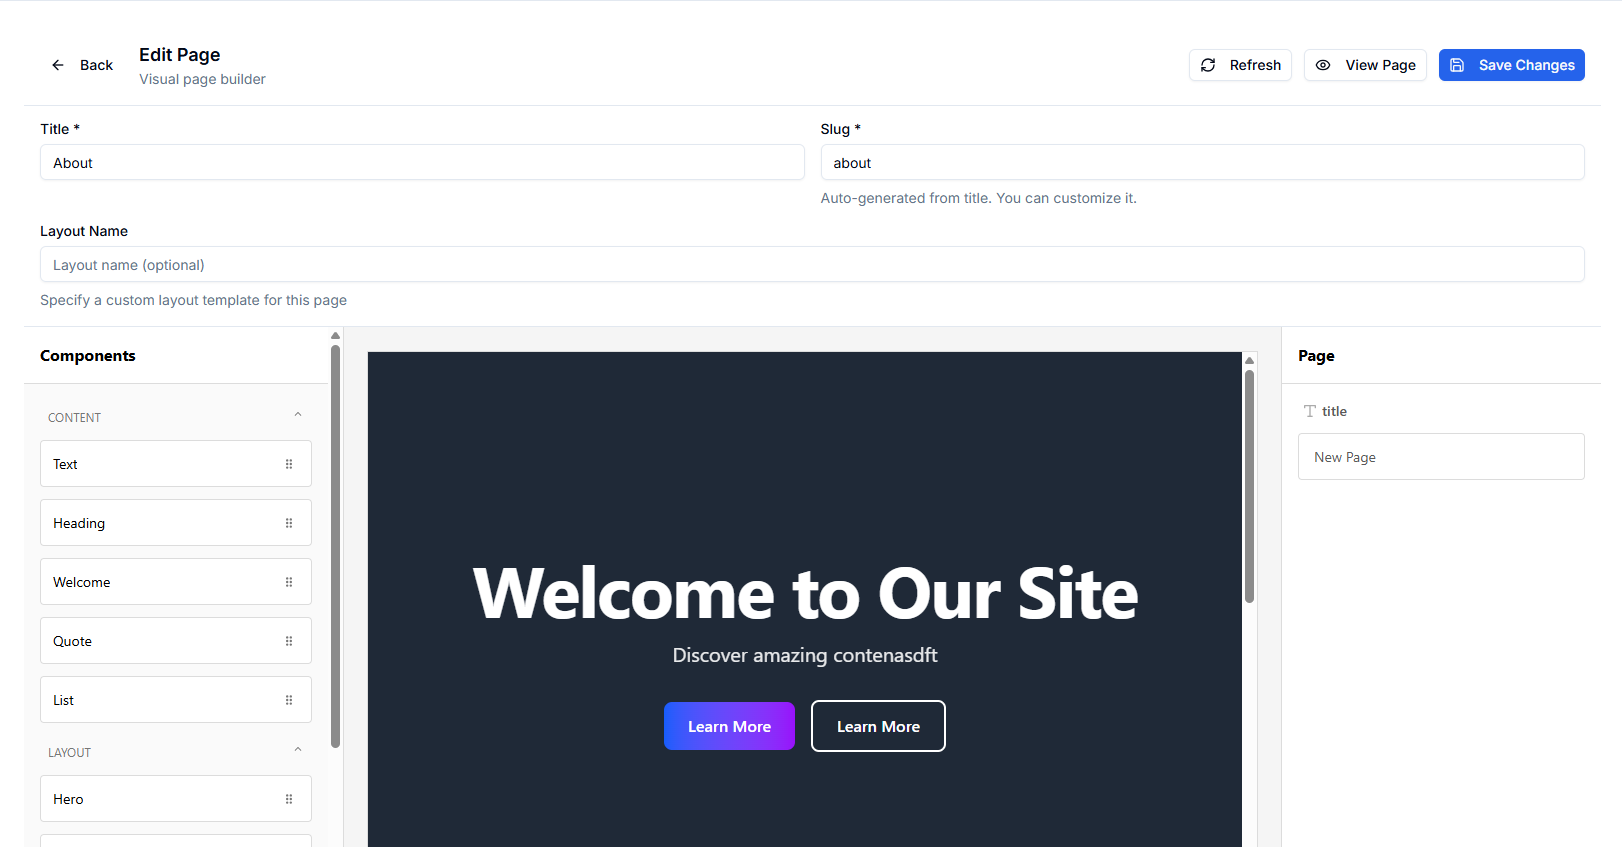 Back
Edit Page
Visual page builder
Refresh
View Page
Save Changes
Title *
About
Slug *
about
Auto-generated from title. You can customize it.
Layout Name
Layout name (optional)
Specify a custom layout template for this page
Components
CONTENT
Text
Heading
Welcome
Quote
List
LAYOUT
Hero
Welcome to Our Site
Discover amazing contenasdft
Learn More
Learn More
Page
title
New Page